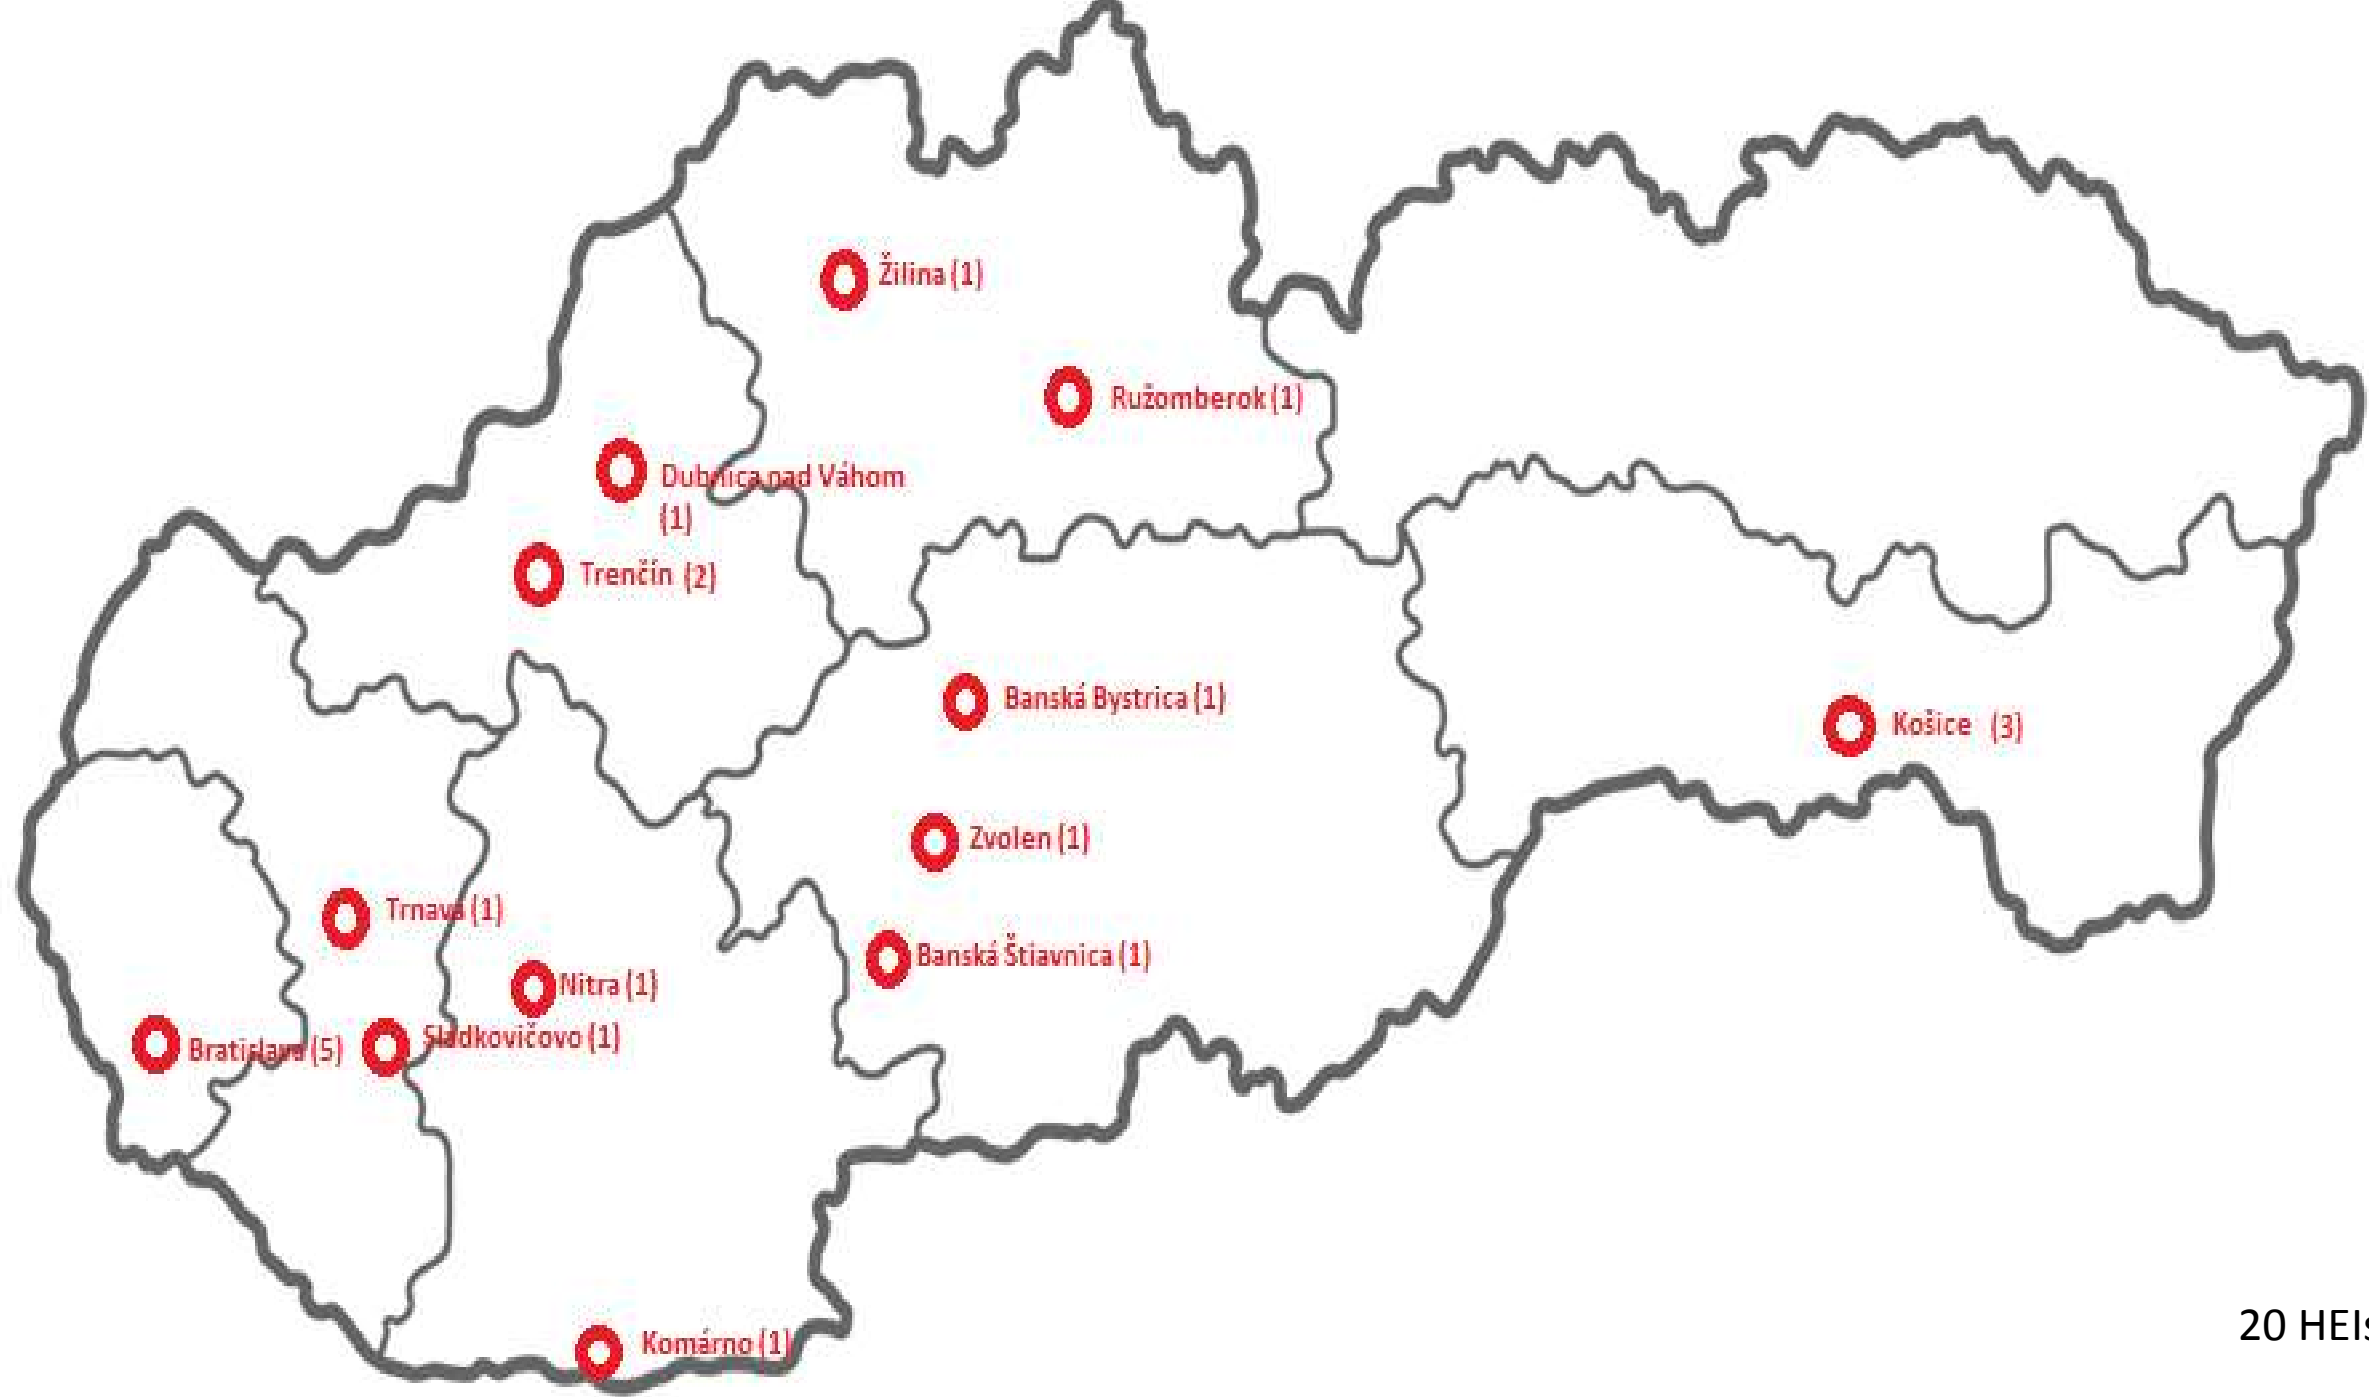 Žilina (1)
Ružomberok (1)
Dubnica nad Váhom
(1)
Trenčín (2)
Banská Bystrica (1)
Košice (3)
Zvolen (1)
Trnava (1)
Banská Štiavnica (1)
Nitra (1)
Sládkovičovo (1)
Bratislava (5)
20 HEIs
Komárno (1)